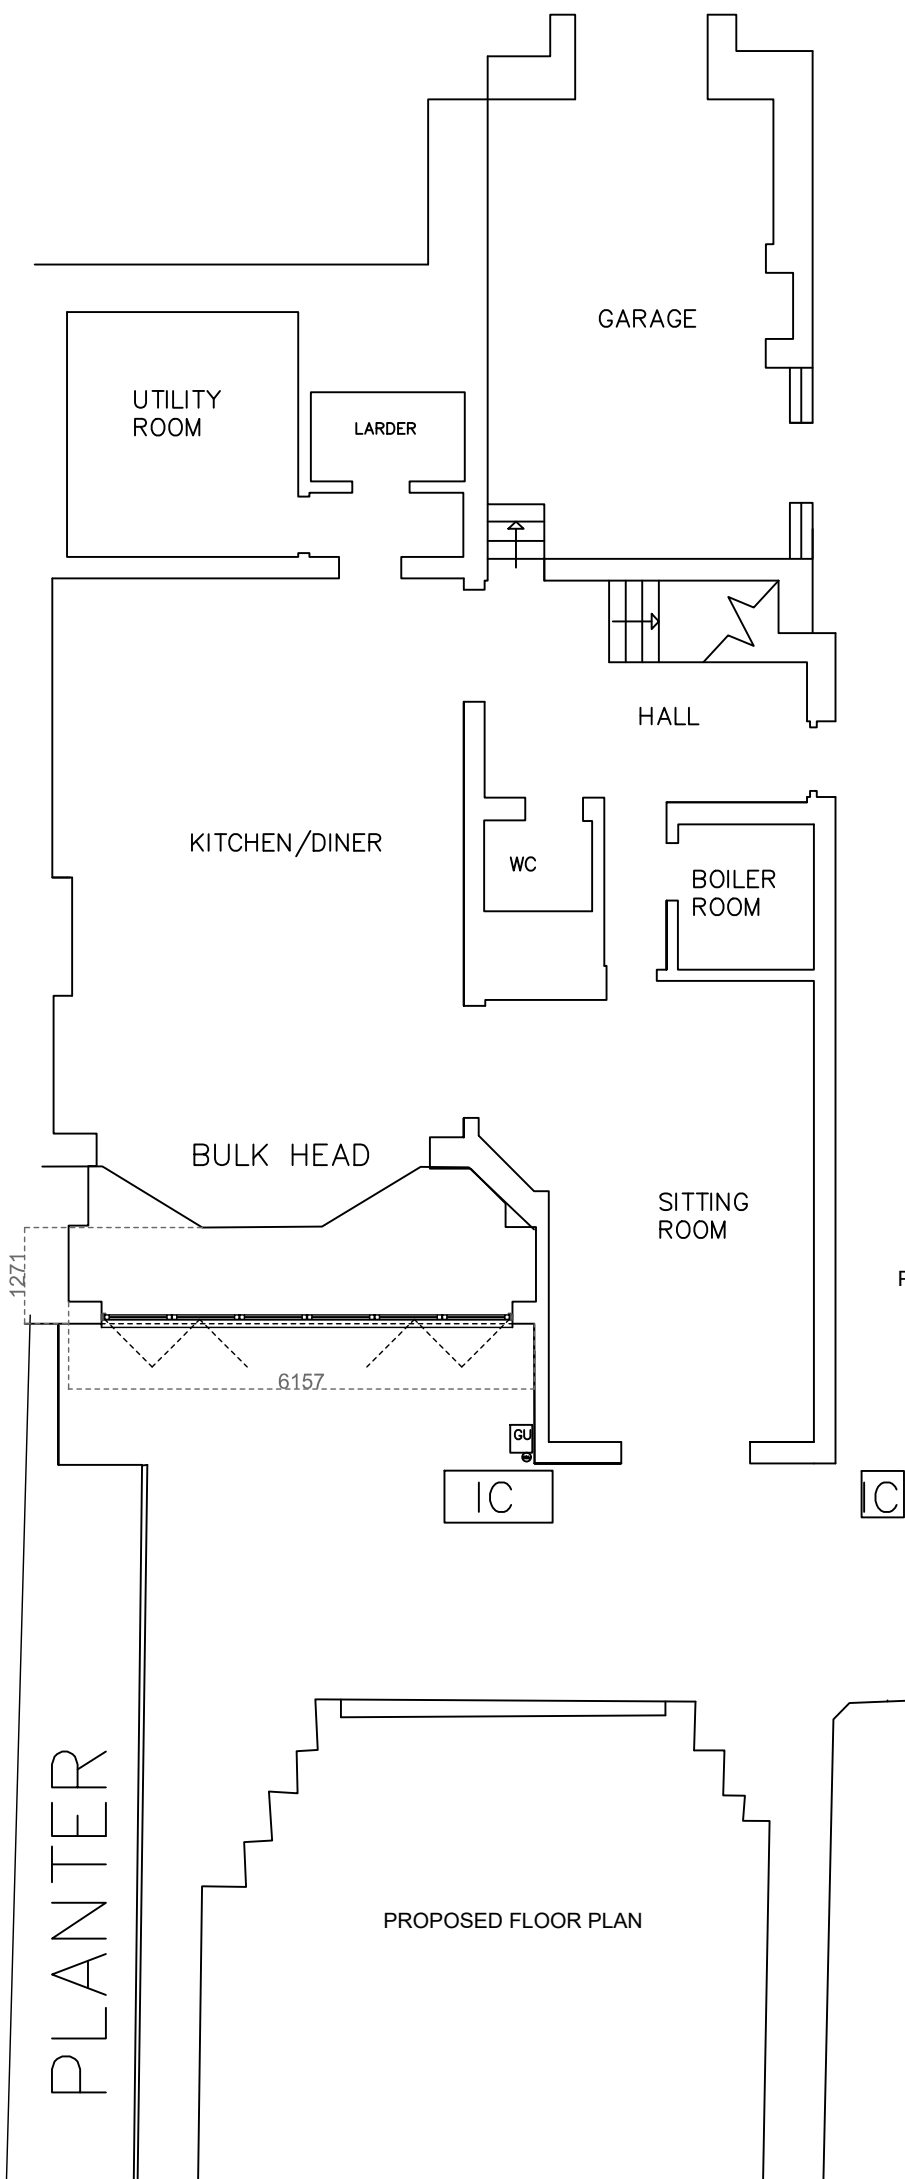 GARAGE
UTILITY
ROOM
LARDER
HALL
KITCHEN/DINER
WC
BOILER
ROOM
BULK HEAD
SITTING
ROOM
1271
6157
GU
IC
IC
PLANTER
PROPOSED FLOOR PLAN